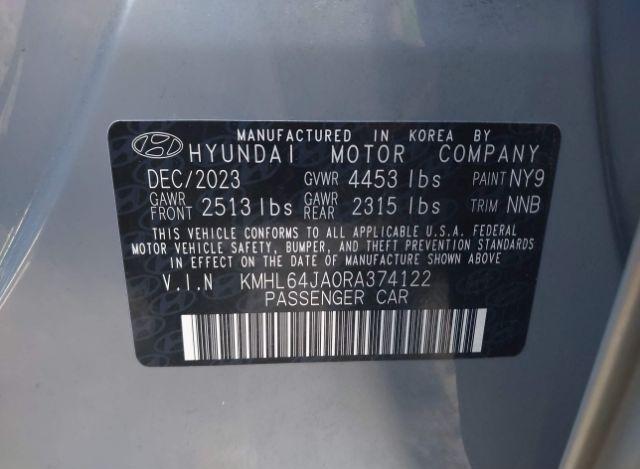 MANUFACTURED IN KOREA BY
HYUNDAI MOTOR COMPANY
DEC/2023 GVWR 4453 lbs PAINT NY9
GAWR FRONT 2513 lbs GAWR REAR 2315 lbs TRIM NNB
THIS VEHICLE CONFORMS TO ALL APPLICABLE U.S.A. FEDERAL
MOTOR VEHICLE SAFETY, BUMPER, AND THEFT PREVENTION STANDARDS
IN EFFECT ON THE DATE OF MANUFACTURE SHOWN ABOVE
V.I.N KMHL64JA0RA374122
PASSENGER CAR